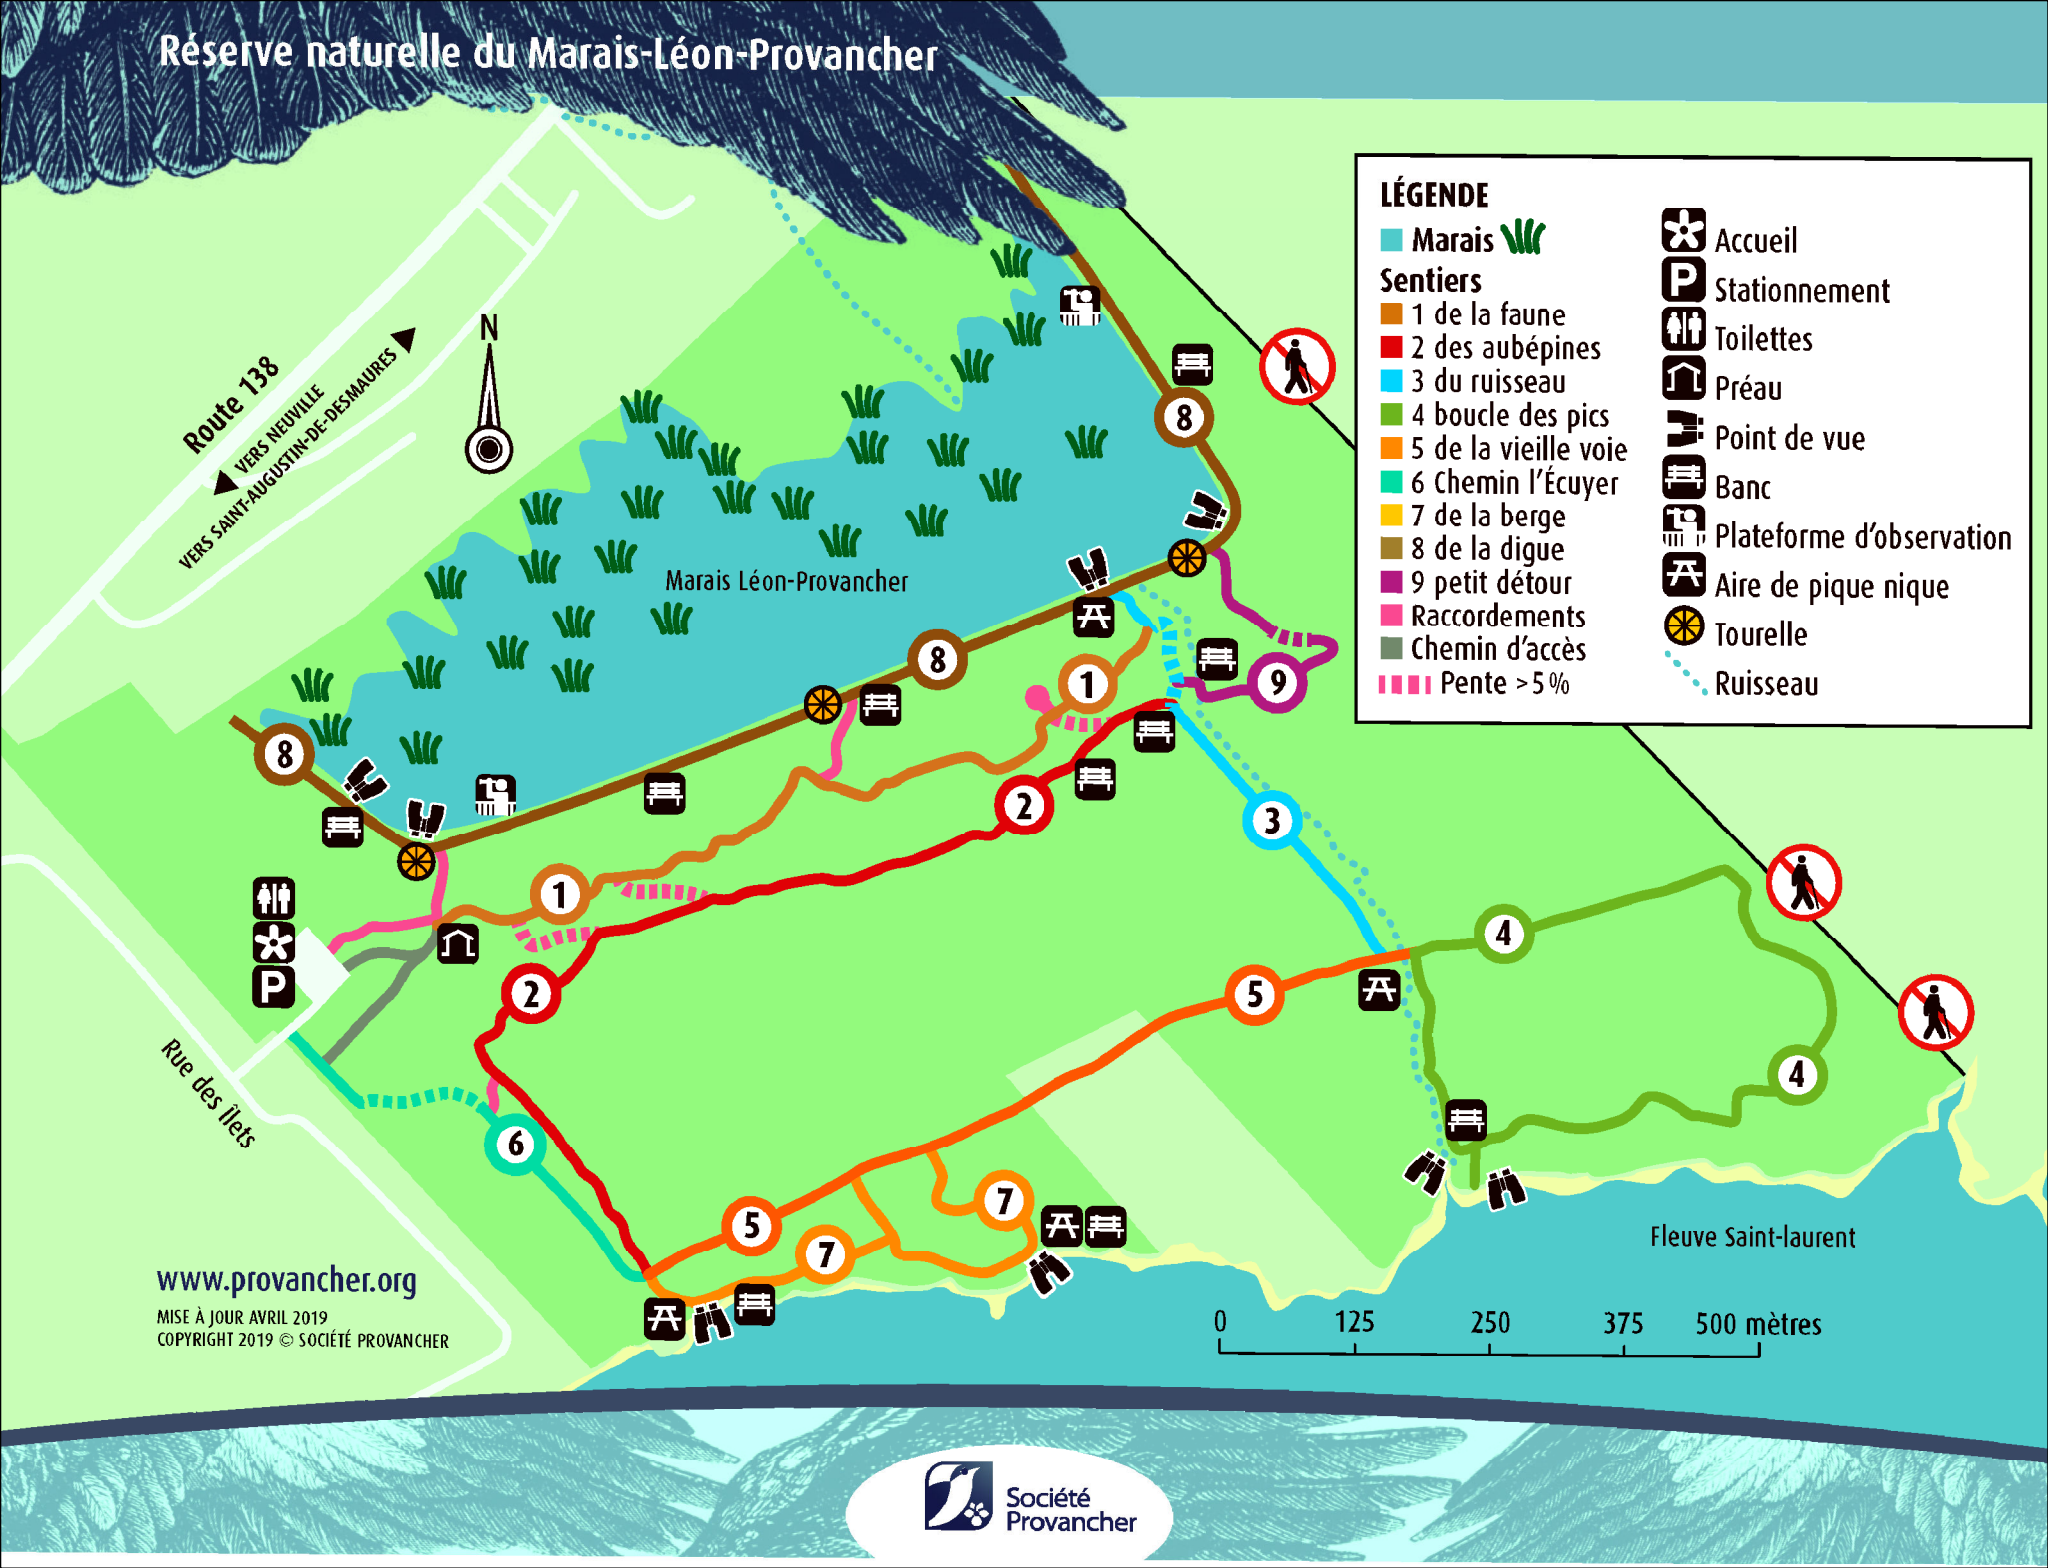 Réserve naturelle du Marais-Léon-Provancher
LÉGENDE
Marais
Sentiers
1 de la faune
2 des aubépines
3 du ruisseau
4 boucle des pics
5 de la vieille voie
6 Chemin l'Écuyer
7 de la berge
8 de la digue
9 petit détour
Raccordements
Chemin d'accès
Pente >5%
Accueil
P Stationnement
Toilettes
Préau
Point de vue
Banc
Plateforme d'observation
Aire de pique nique
Tourelle
Ruisseau
N
Route 138
VERS NEUVILLE
VERS SAINT-AUGUSTIN-DE-DESMAURES
8
8
Marais Léon-Provancher
8
1
9
2
3
1
4
P
2
5
4
Rue des Îlets
6
7
5
7
Fleuve Saint-laurent
www.provancher.org
MISE À JOUR AVRIL 2019
COPYRIGHT 2019 © SOCIÉTÉ PROVANCHER
0 125 250 375 500 mètres
Société
Provancher